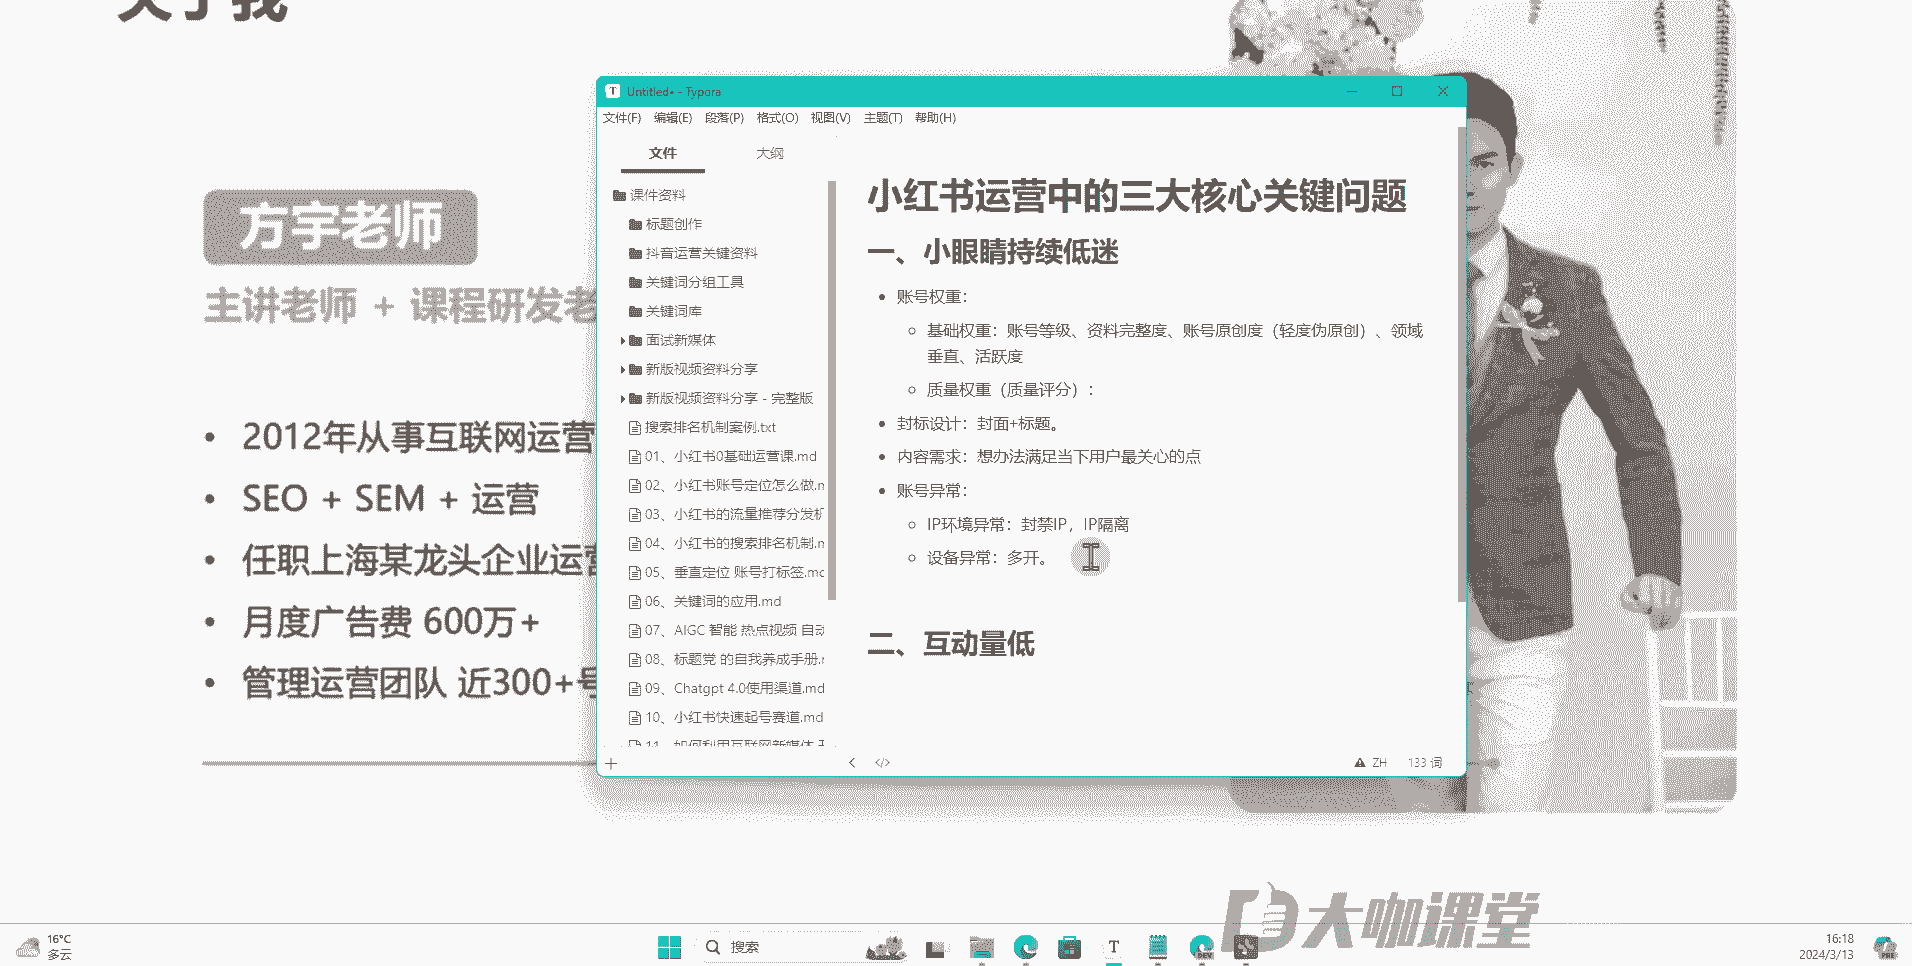 关于我
方宇老师
主讲老师 + 课程研发老
2012年从事互联网运营
SEO + SEM + 运营
任职上海某龙头企业运营
月度广告费 600万+
管理运营团队 近300+号
Untitled• - Typora
文件(F) 编辑(E) 段落(P) 格式(O) 视图(V) 主题(T) 帮助(H)
文件 大纲
课件资料
标题创作
抖音运营关键资料
关键词分组工具
关键词库
面试新媒体
新版视频资料分享
新版视频资料分享 - 完整版
搜索排名机制案例.txt
01、小红书0基础运营课.md
02、小红书账号定位怎么做.m
03、小红书的流量推荐分发机
04、小红书的搜索排名机制.m
05、垂直定位 账号打标签.mc
06、关键词的应用.md
07、AIGC 智能 热点视频 自动
08、标题党 的自我养成手册.r
09、Chatgpt 4.0使用渠道.md
10、小红书快速起号赛道.md
11、如何利用互联网新媒体 开
小红书运营中的三大核心关键问题
一、小眼睛持续低迷
账号权重：
基础权重：账号等级、资料完整度、账号原创度（轻度伪原创）、领域
垂直、活跃度
质量权重（质量评分）：
封标设计：封面+标题。
内容需求：想办法满足当下用户最关心的点
账号异常：
IP环境异常：封禁IP，IP隔离
设备异常：多开。
二、互动量低
ZH 133 词
大咖课堂
16°C
多云
搜索
T
DEV
16:18
2024/3/13
PRE